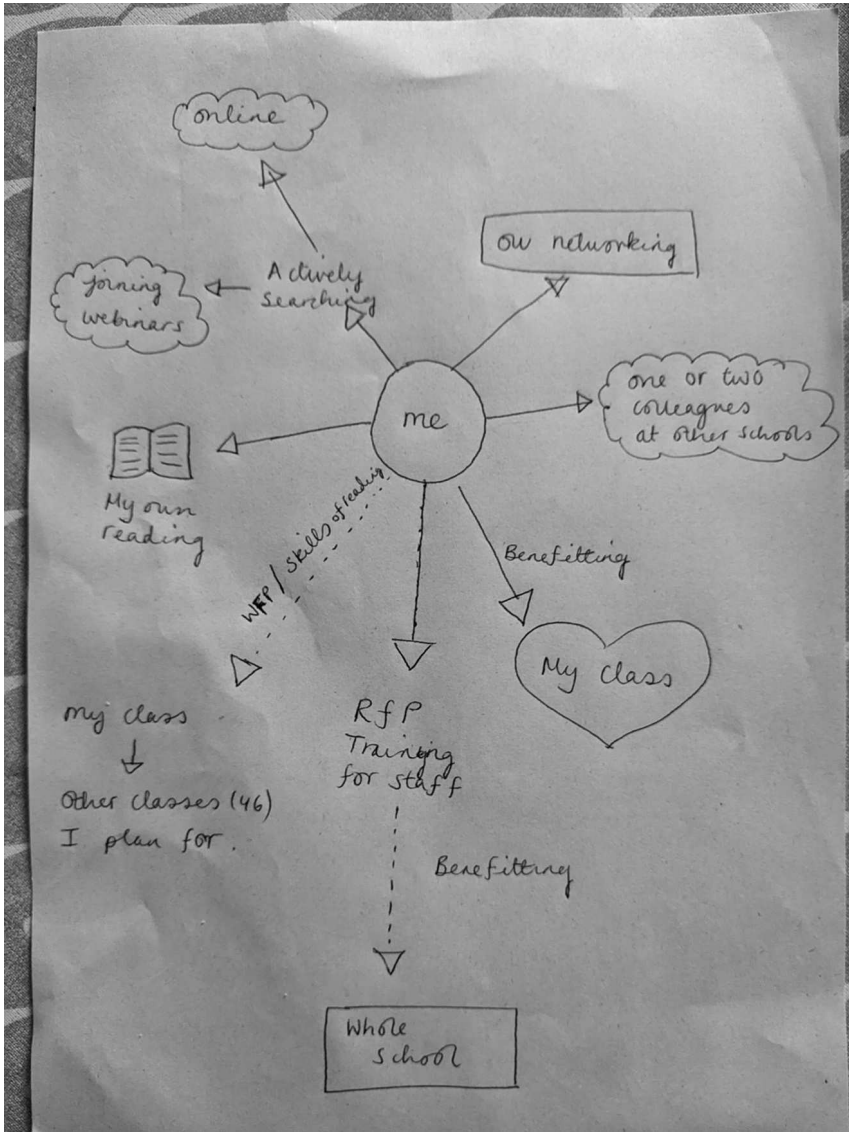 online
OU networking
Actively
searching
joining
webinars
one or two
colleagues
at other schools
me
My own
reading
WFP / Skills of reading
Benefitting
My class
my class
Other classes (46)
I plan for.
RfP
Training
for staff
Benefitting
Whole
school